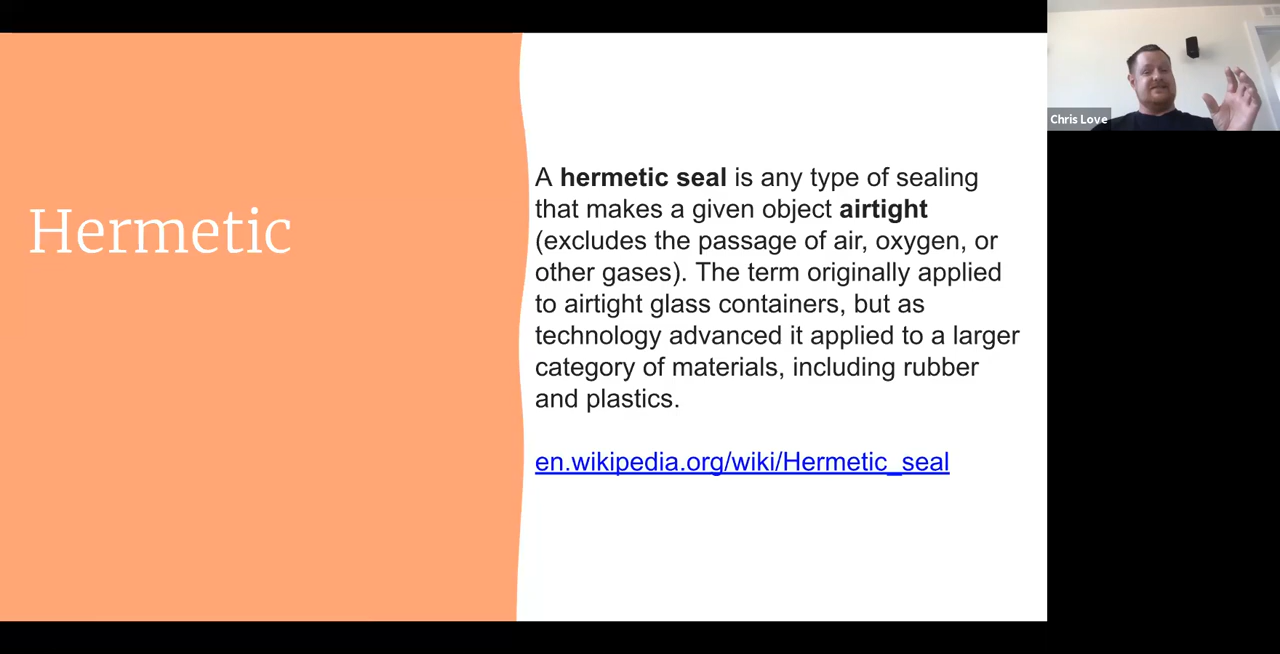 Hermetic
A hermetic seal is any type of sealing
that makes a given object airtight
(excludes the passage of air, oxygen, or
other gases). The term originally applied
to airtight glass containers, but as
technology advanced it applied to a larger
category of materials, including rubber
and plastics.
en.wikipedia.org/wiki/Hermetic_seal
Chris Love